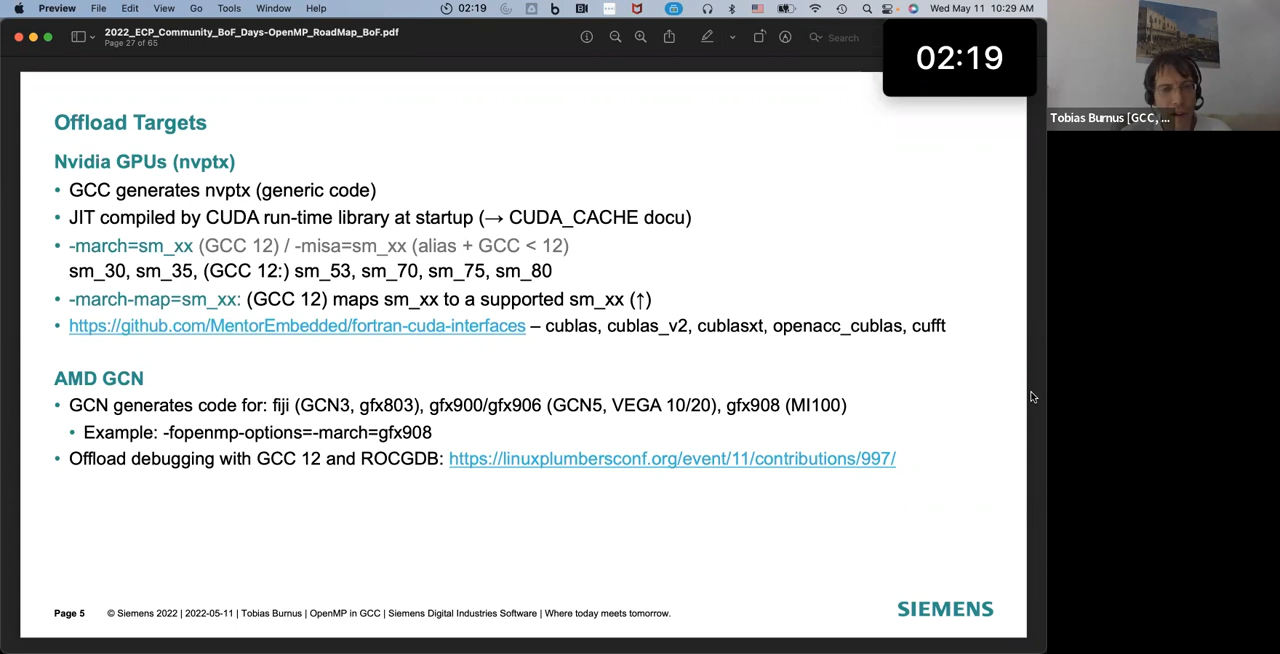 Preview File Edit View Go Tools Window Help 02:19 Wed May 11 10:29 AM
2022_ECP_Community_BoF_Days-OpenMP_RoadMap_BoF.pdf
Page 27 of 65
Search
02:19
Tobias Burnus [GCC, ...
Offload Targets
Nvidia GPUs (nvptx)
• GCC generates nvptx (generic code)
• JIT compiled by CUDA run-time library at startup (→ CUDA_CACHE docu)
• -march=sm_xx (GCC 12) / -misa=sm_xx (alias + GCC < 12)
sm_30, sm_35, (GCC 12:) sm_53, sm_70, sm_75, sm_80
• -march-map=sm_xx: (GCC 12) maps sm_xx to a supported sm_xx (↑)
• https://github.com/MentorEmbedded/fortran-cuda-interfaces – cublas, cublas_v2, cublasxt, openacc_cublas, cufft
AMD GCN
• GCN generates code for: fiji (GCN3, gfx803), gfx900/gfx906 (GCN5, VEGA 10/20), gfx908 (MI100)
• Example: -fopenmp-options=-march=gfx908
• Offload debugging with GCC 12 and ROCGDB: https://linuxplumbersconf.org/event/11/contributions/997/
Page 5 © Siemens 2022 | 2022-05-11 | Tobias Burnus | OpenMP in GCC | Siemens Digital Industries Software | Where today meets tomorrow.
SIEMENS